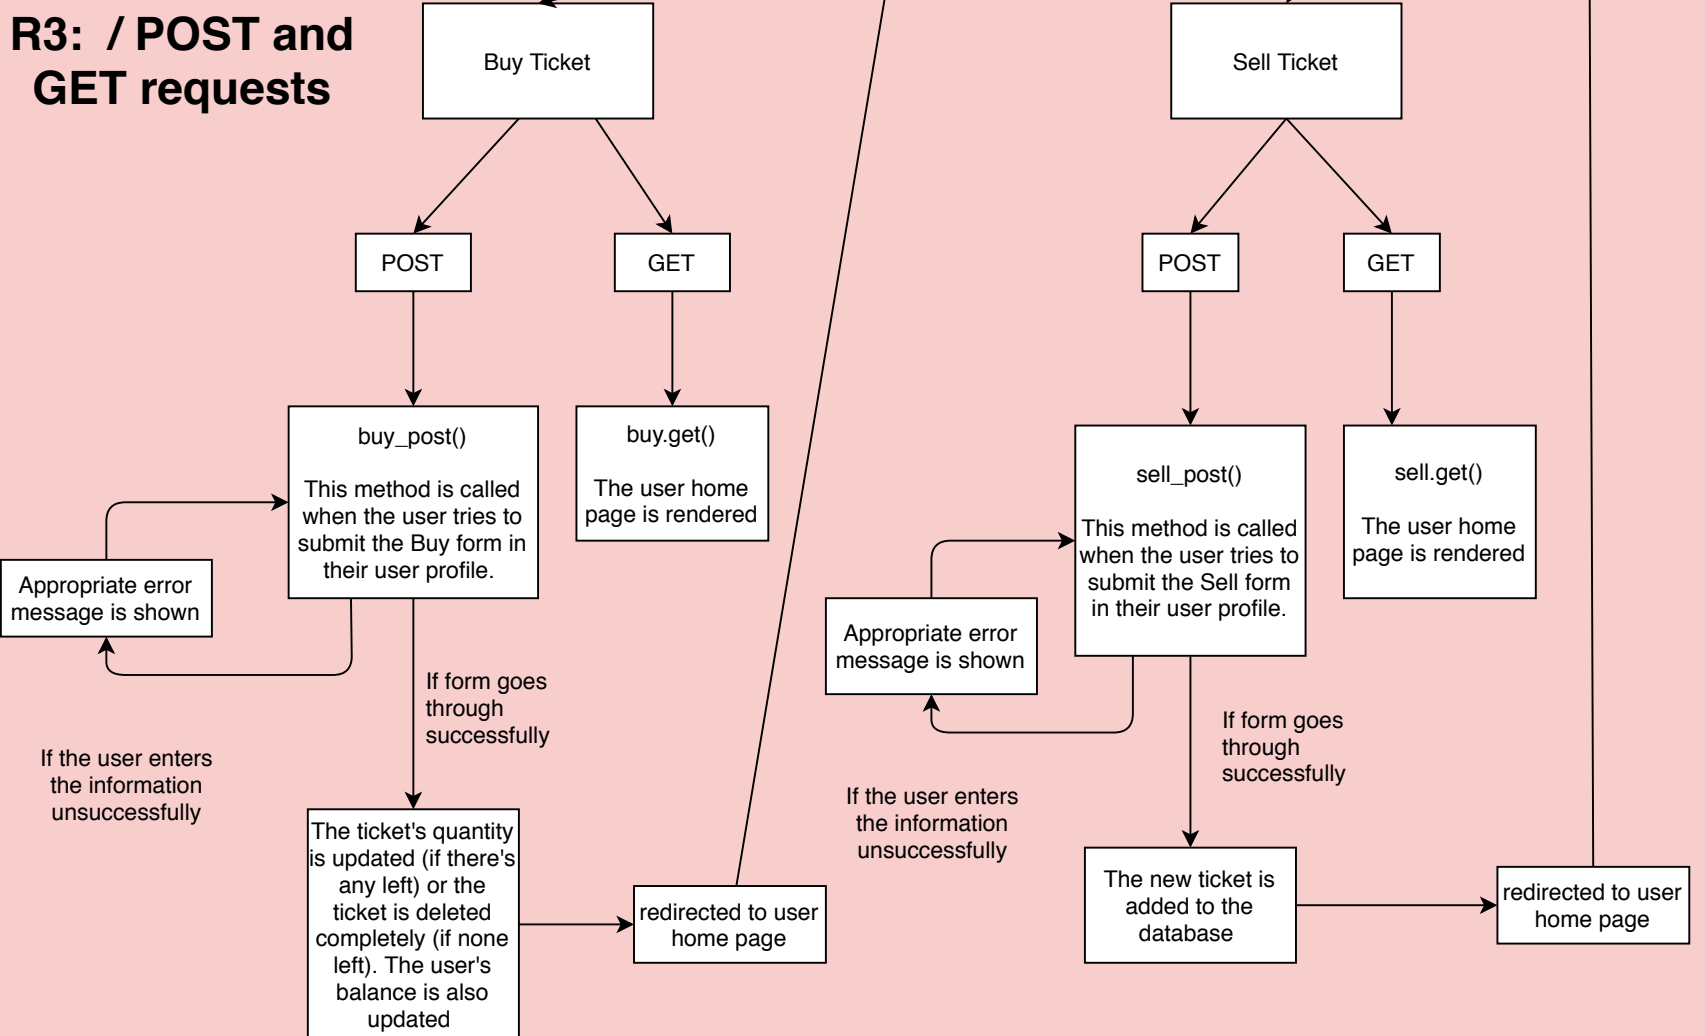 R3: / POST and
GET requests
Buy Ticket
Sell Ticket
POST
GET
POST
GET
buy_post()
This method is called
when the user tries to
submit the Buy form in
their user profile.
buy.get()
The user home
page is rendered
sell_post()
This method is called
when the user tries to
submit the Sell form
in their user profile.
sell.get()
The user home
page is rendered
Appropriate error
message is shown
Appropriate error
message is shown
If form goes
through
successfully
If the user enters
the information
unsuccessfully
If form goes
through
successfully
If the user enters
the information
unsuccessfully
The ticket's quantity
is updated (if there's
any left) or the
ticket is deleted
completely (if none
left). The user's
balance is also
updated
redirected to user
home page
The new ticket is
added to the
database
redirected to user
home page